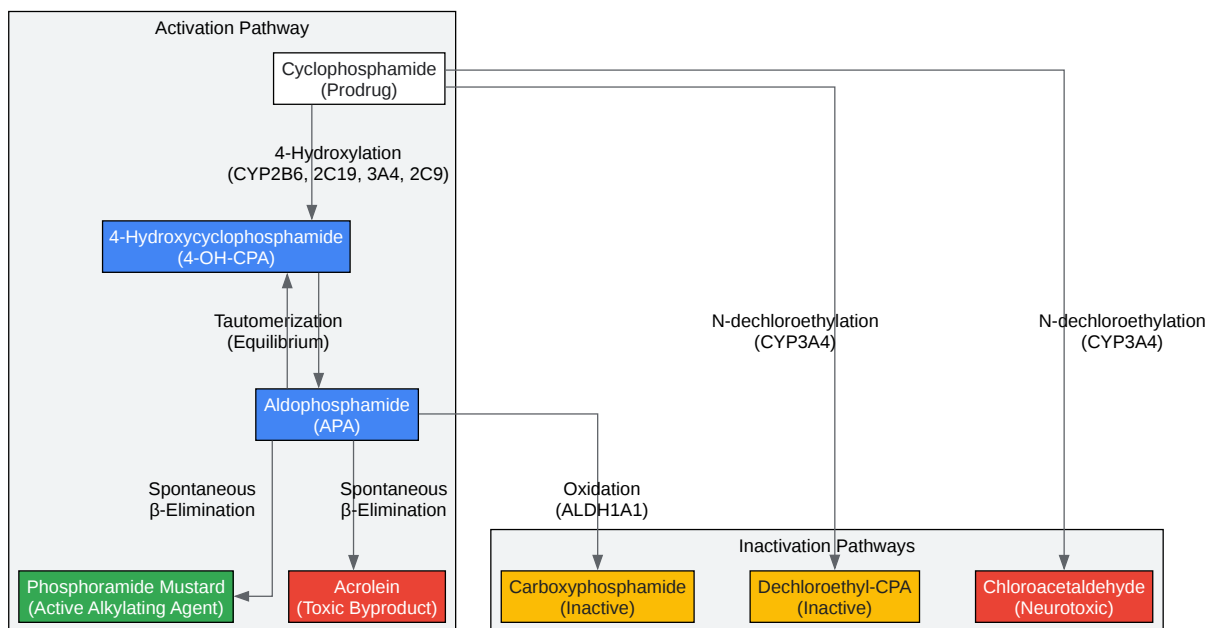 Activation Pathway
Cyclophosphamide
(Prodrug)
4-Hydroxylation
(CYP2B6, 2C19, 3A4, 2C9)
4-Hydroxycyclophosphamide
(4-OH-CPA)
Tautomerization
(Equilibrium)
N-dechloroethylation
(CYP3A4)
N-dechloroethylation
(CYP3A4)
Aldophosphamide
(APA)
Spontaneous
β-Elimination
Spontaneous
β-Elimination
Oxidation
(ALDH1A1)
Inactivation Pathways
Phosphoramide Mustard
(Active Alkylating Agent)
Acrolein
(Toxic Byproduct)
Carboxyphosphamide
(Inactive)
Dechloroethyl-CPA
(Inactive)
Chloroacetaldehyde
(Neurotoxic)